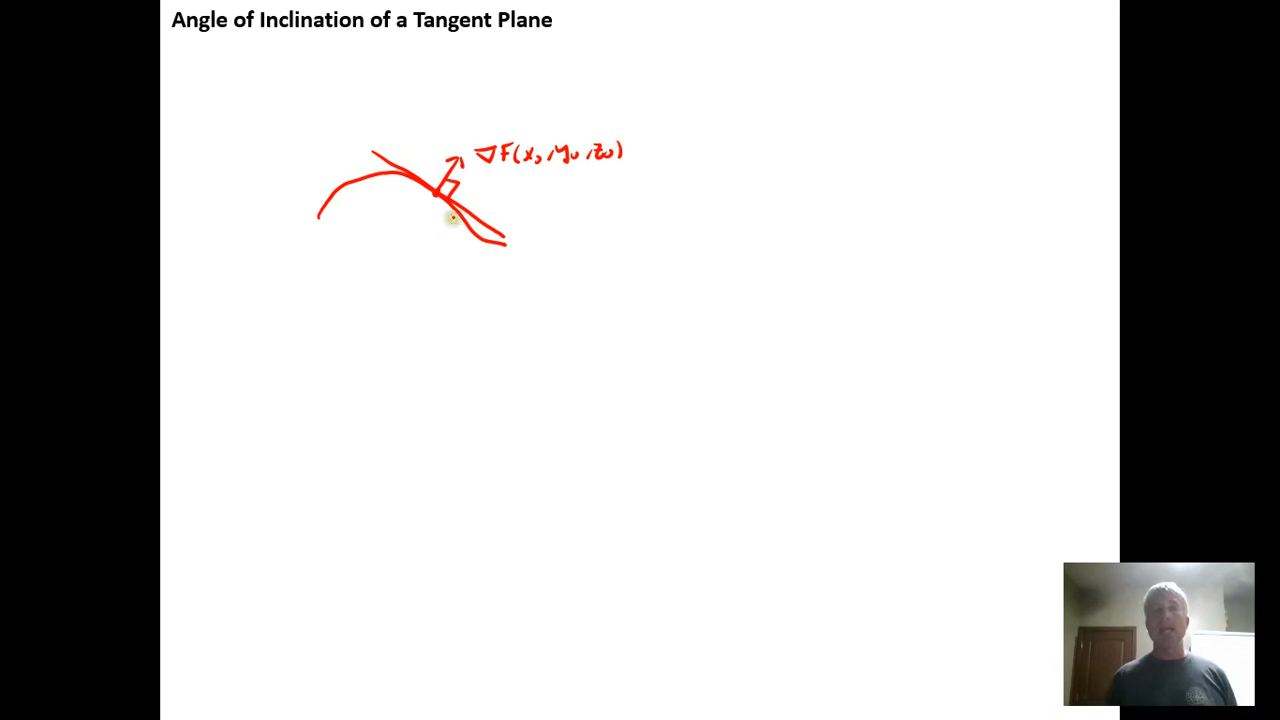 Angle of Inclination of a Tangent Plane
∇F(x₀, y₀, z₀)